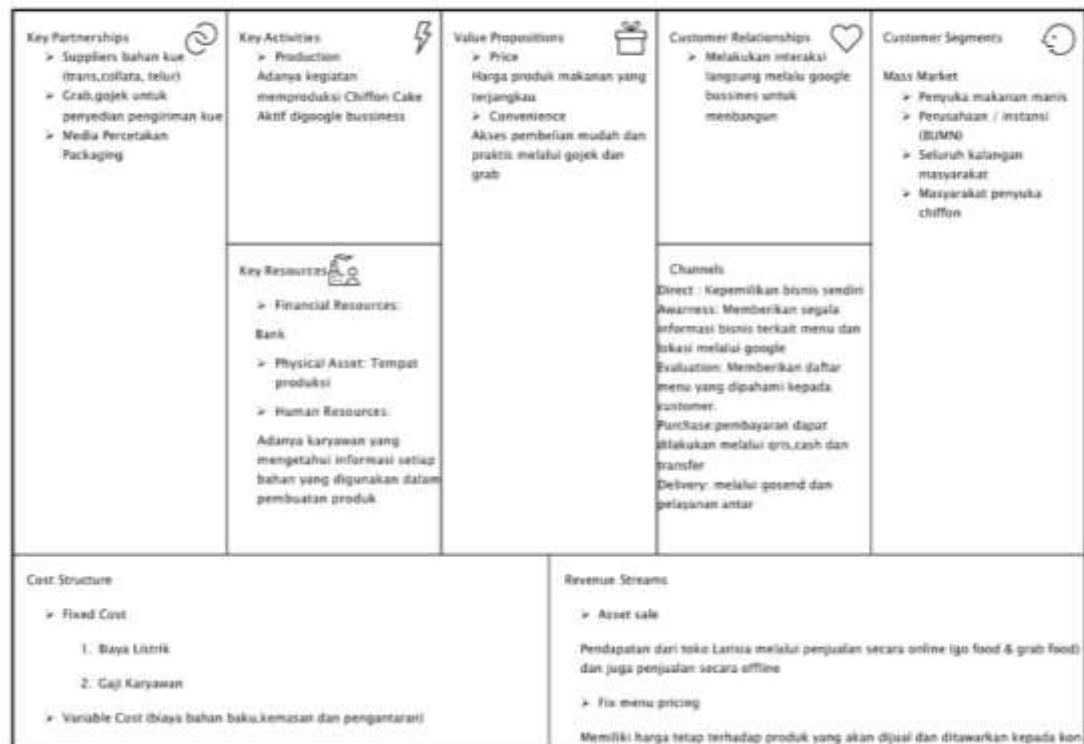 Key Partnerships
➢ Suppliers bahan kue
(trans,collata, telur)
➢ Grab,gojek untuk
penyedian pengiriman kue
➢ Media Percetakan
Packaging
Key Activities
➢ Production
Adanya kegiatan
memproduksi Chiffon Cake
Aktif digoogle bussiness
Key Resources
➢ Financial Resources:
Bank
➢ Physical Asset: Tempat
produksi
➢ Human Resources:
Adanya karyawan yang
mengetahui informasi setiap
bahan yang digunakan dalam
pembuatan produk
Value Propositions
➢ Price
Harga produk makanan yang
terjangkau
➢ Convenience
Akses pembelian mudah dan
praktis melalui gojek dan
grab
Customer Relationships
➢ Melakukan interaksi
langsung melalu google
bussines untuk
menbangun
Channels
Direct : Kepemilikan bisnis sendiri
Awarness: Memberikan segala
informasi bisnis terkait menu dan
lokasi melalui google
Evaluation: Memberikan daftar
menu yang dipahami kepada
customer.
Purchase:pembayaran dapat
dilakukan melalui qris,cash dan
transfer
Delivery: melalui gosend dan
pelayanan antar
Customer Segments
Mass Market
➢ Penyuka makanan manis
➢ Perusahaan / instansi
(BUMN)
➢ Seluruh kalangan
masyarakat
➢ Masyarakat penyuka
chiffon
Cost Structure
➢ Fixed Cost
1. Biaya Listrik
2. Gaji Karyawan
➢ Variable Cost (biaya bahan baku,kemasan dan pengantaran)
Revenue Streams
➢ Asset sale
Pendapatan dari toko Larisia melalui penjualan secara online (go food & grab food)
dan juga penjualan secara offline
➢ Fix menu pricing
Memiliki harga tetap terhadap produk yang akan dijual dan ditawarkan kepada kon